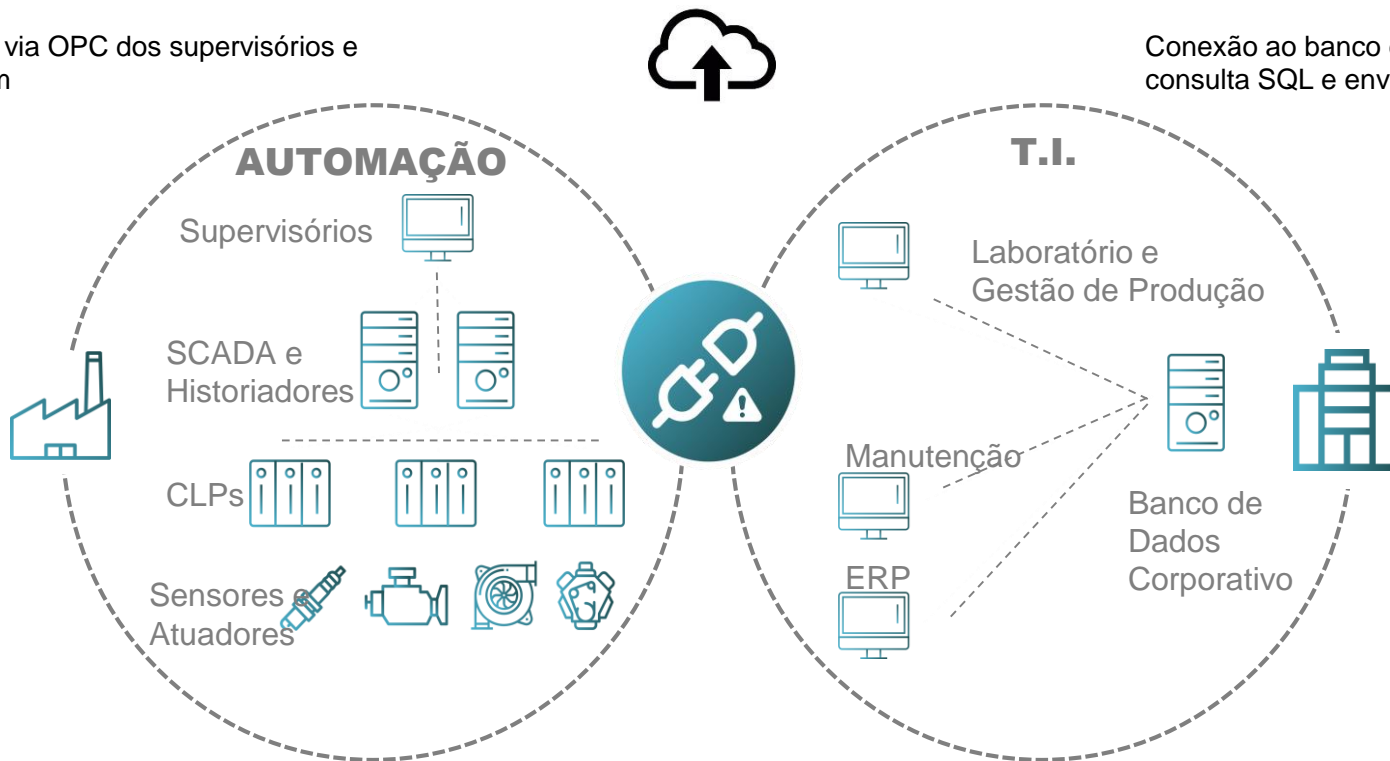 via OPC dos supervisórios e
Conexão ao banco
consulta SQL e
AUTOMAÇÃO
Supervisórios
SCADA e
Historiadores
CLPs
Sensores e
Atuadores
T.I.
Laboratório e
Gestão de Produção
Manutenção
ERP
Banco de
Dados
Corporativo